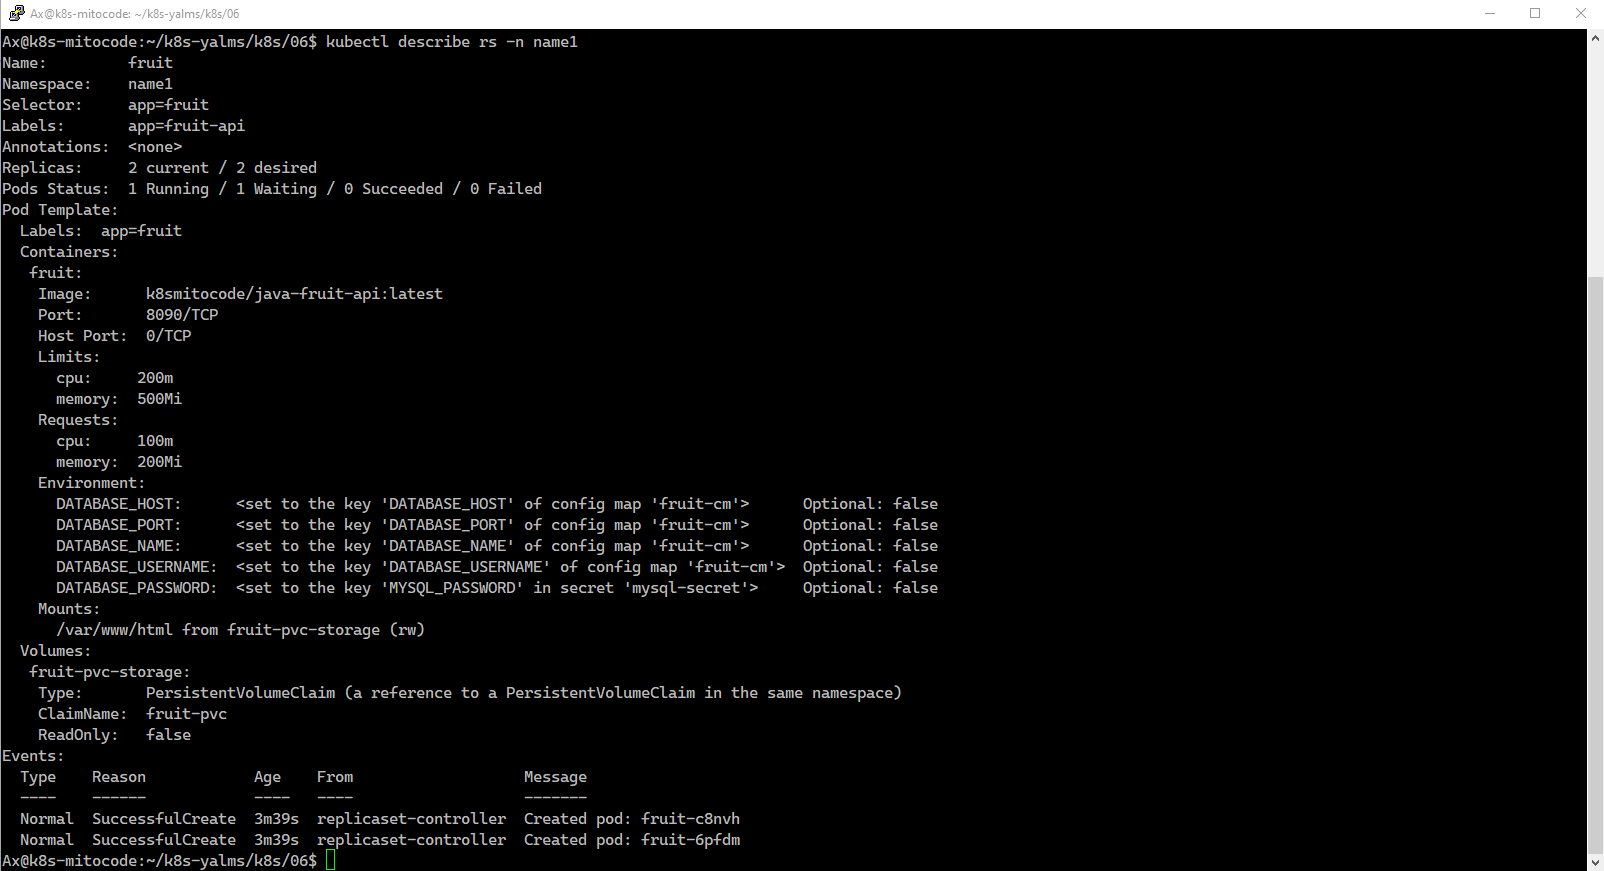 Ax@k8s-mitocode: ~/k8s-yalms/k8s/06
Ax@k8s-mitocode:~/k8s-yalms/k8s/06$ kubectl describe rs -n name1
Name:         fruit
Namespace:    name1
Selector:     app=fruit
Labels:       app=fruit-api
Annotations:  <none>
Replicas:     2 current / 2 desired
Pods Status:  1 Running / 1 Waiting / 0 Succeeded / 0 Failed
Pod Template:
  Labels:  app=fruit
  Containers:
   fruit:
    Image:      k8smitocode/java-fruit-api:latest
    Port:       8090/TCP
    Host Port:  0/TCP
    Limits:
      cpu:     200m
      memory:  500Mi
    Requests:
      cpu:     100m
      memory:  200Mi
    Environment:
      DATABASE_HOST:      <set to the key 'DATABASE_HOST' of config map 'fruit-cm'>      Optional: false
      DATABASE_PORT:      <set to the key 'DATABASE_PORT' of config map 'fruit-cm'>      Optional: false
      DATABASE_NAME:      <set to the key 'DATABASE_NAME' of config map 'fruit-cm'>      Optional: false
      DATABASE_USERNAME:  <set to the key 'DATABASE_USERNAME' of config map 'fruit-cm'>  Optional: false
      DATABASE_PASSWORD:  <set to the key 'MYSQL_PASSWORD' in secret 'mysql-secret'>     Optional: false
    Mounts:
      /var/www/html from fruit-pvc-storage (rw)
  Volumes:
   fruit-pvc-storage:
    Type:       PersistentVolumeClaim (a reference to a PersistentVolumeClaim in the same namespace)
    ClaimName:  fruit-pvc
    ReadOnly:   false
Events:
  Type    Reason            Age    From                   Message
  ----    ------            ----   ----                   -------
  Normal  SuccessfulCreate  3m39s  replicaset-controller  Created pod: fruit-c8nvh
  Normal  SuccessfulCreate  3m39s  replicaset-controller  Created pod: fruit-6pfdm
Ax@k8s-mitocode:~/k8s-yalms/k8s/06$